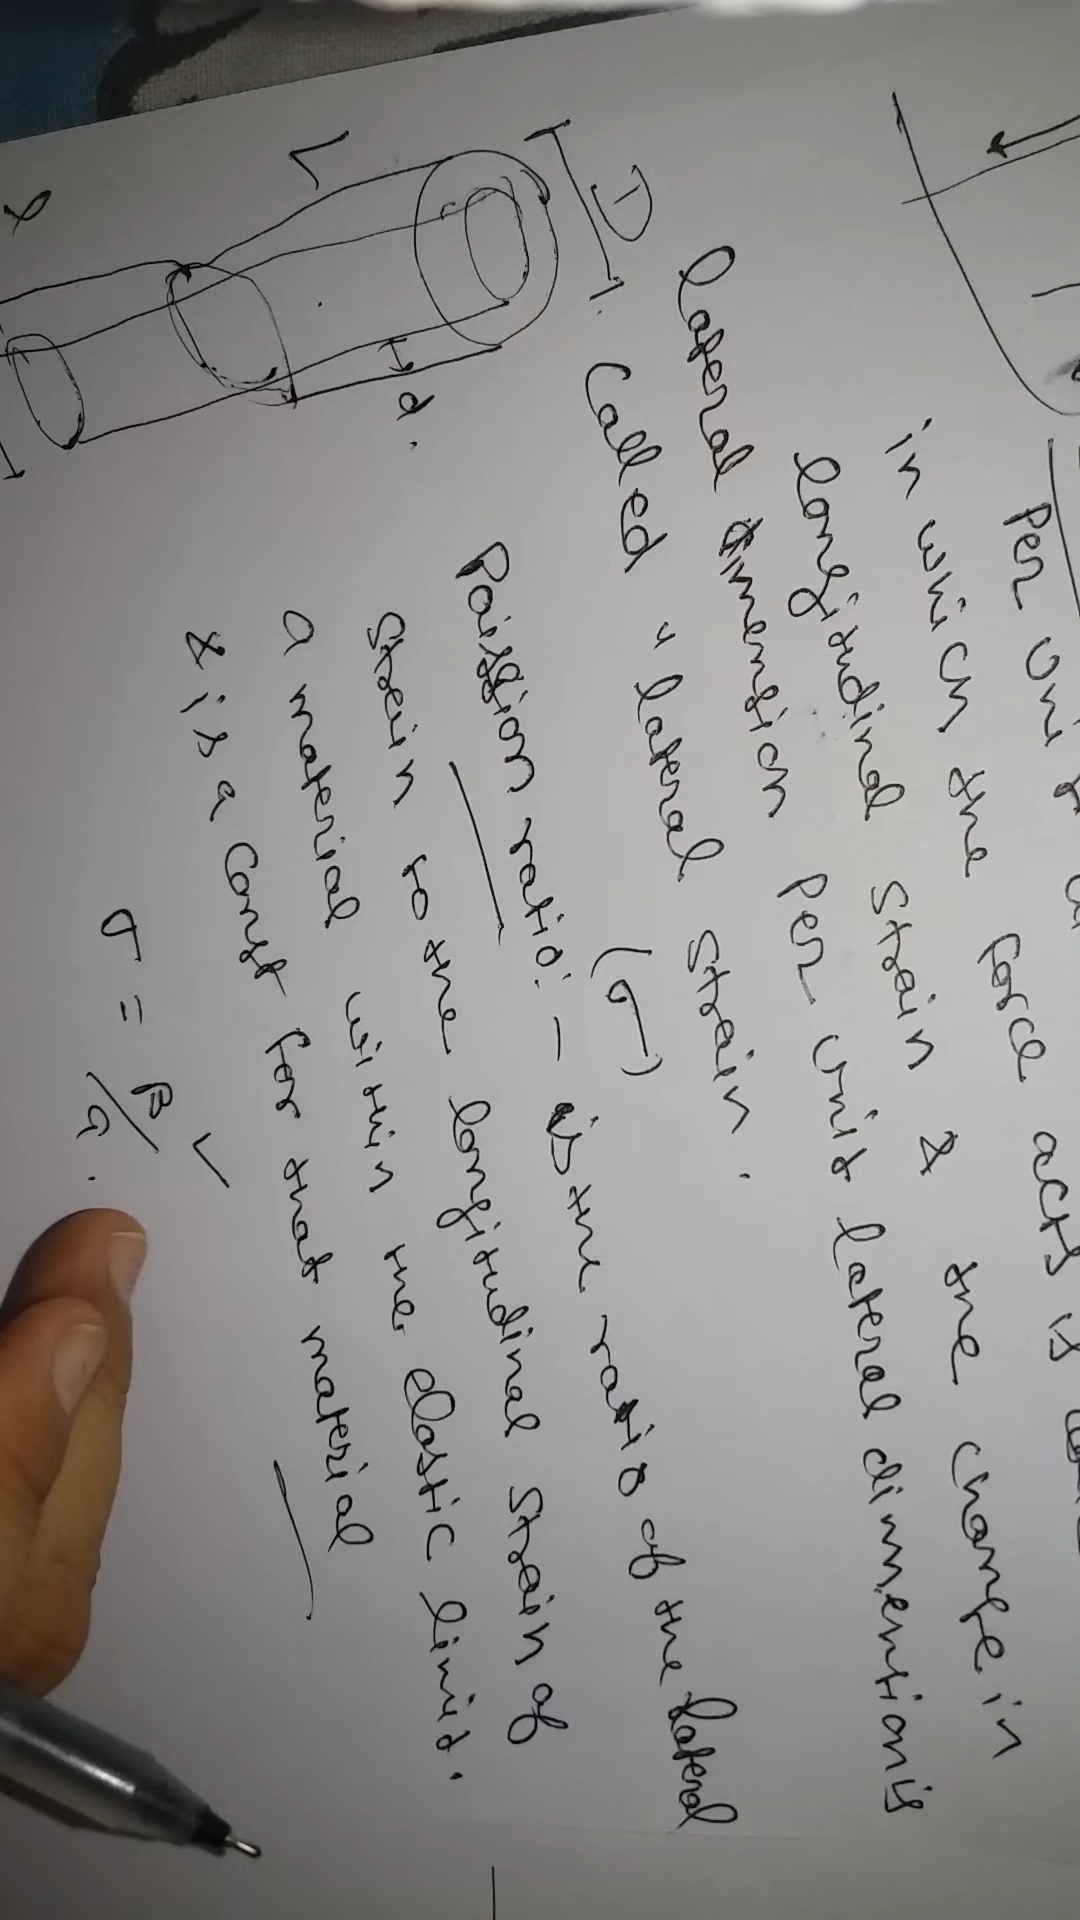 Per unit
in which the force acts is
longitudinal strain & the change in
lateral dimension per unit lateral dimmention is
called "lateral strain.
(σ)
Poission ratio: - is the ratio of the lateral
strain to the longitudinal strain of
a material within the elastic limit.
& is a const for that material
σ = β/α. ✓
D
L
d.
l